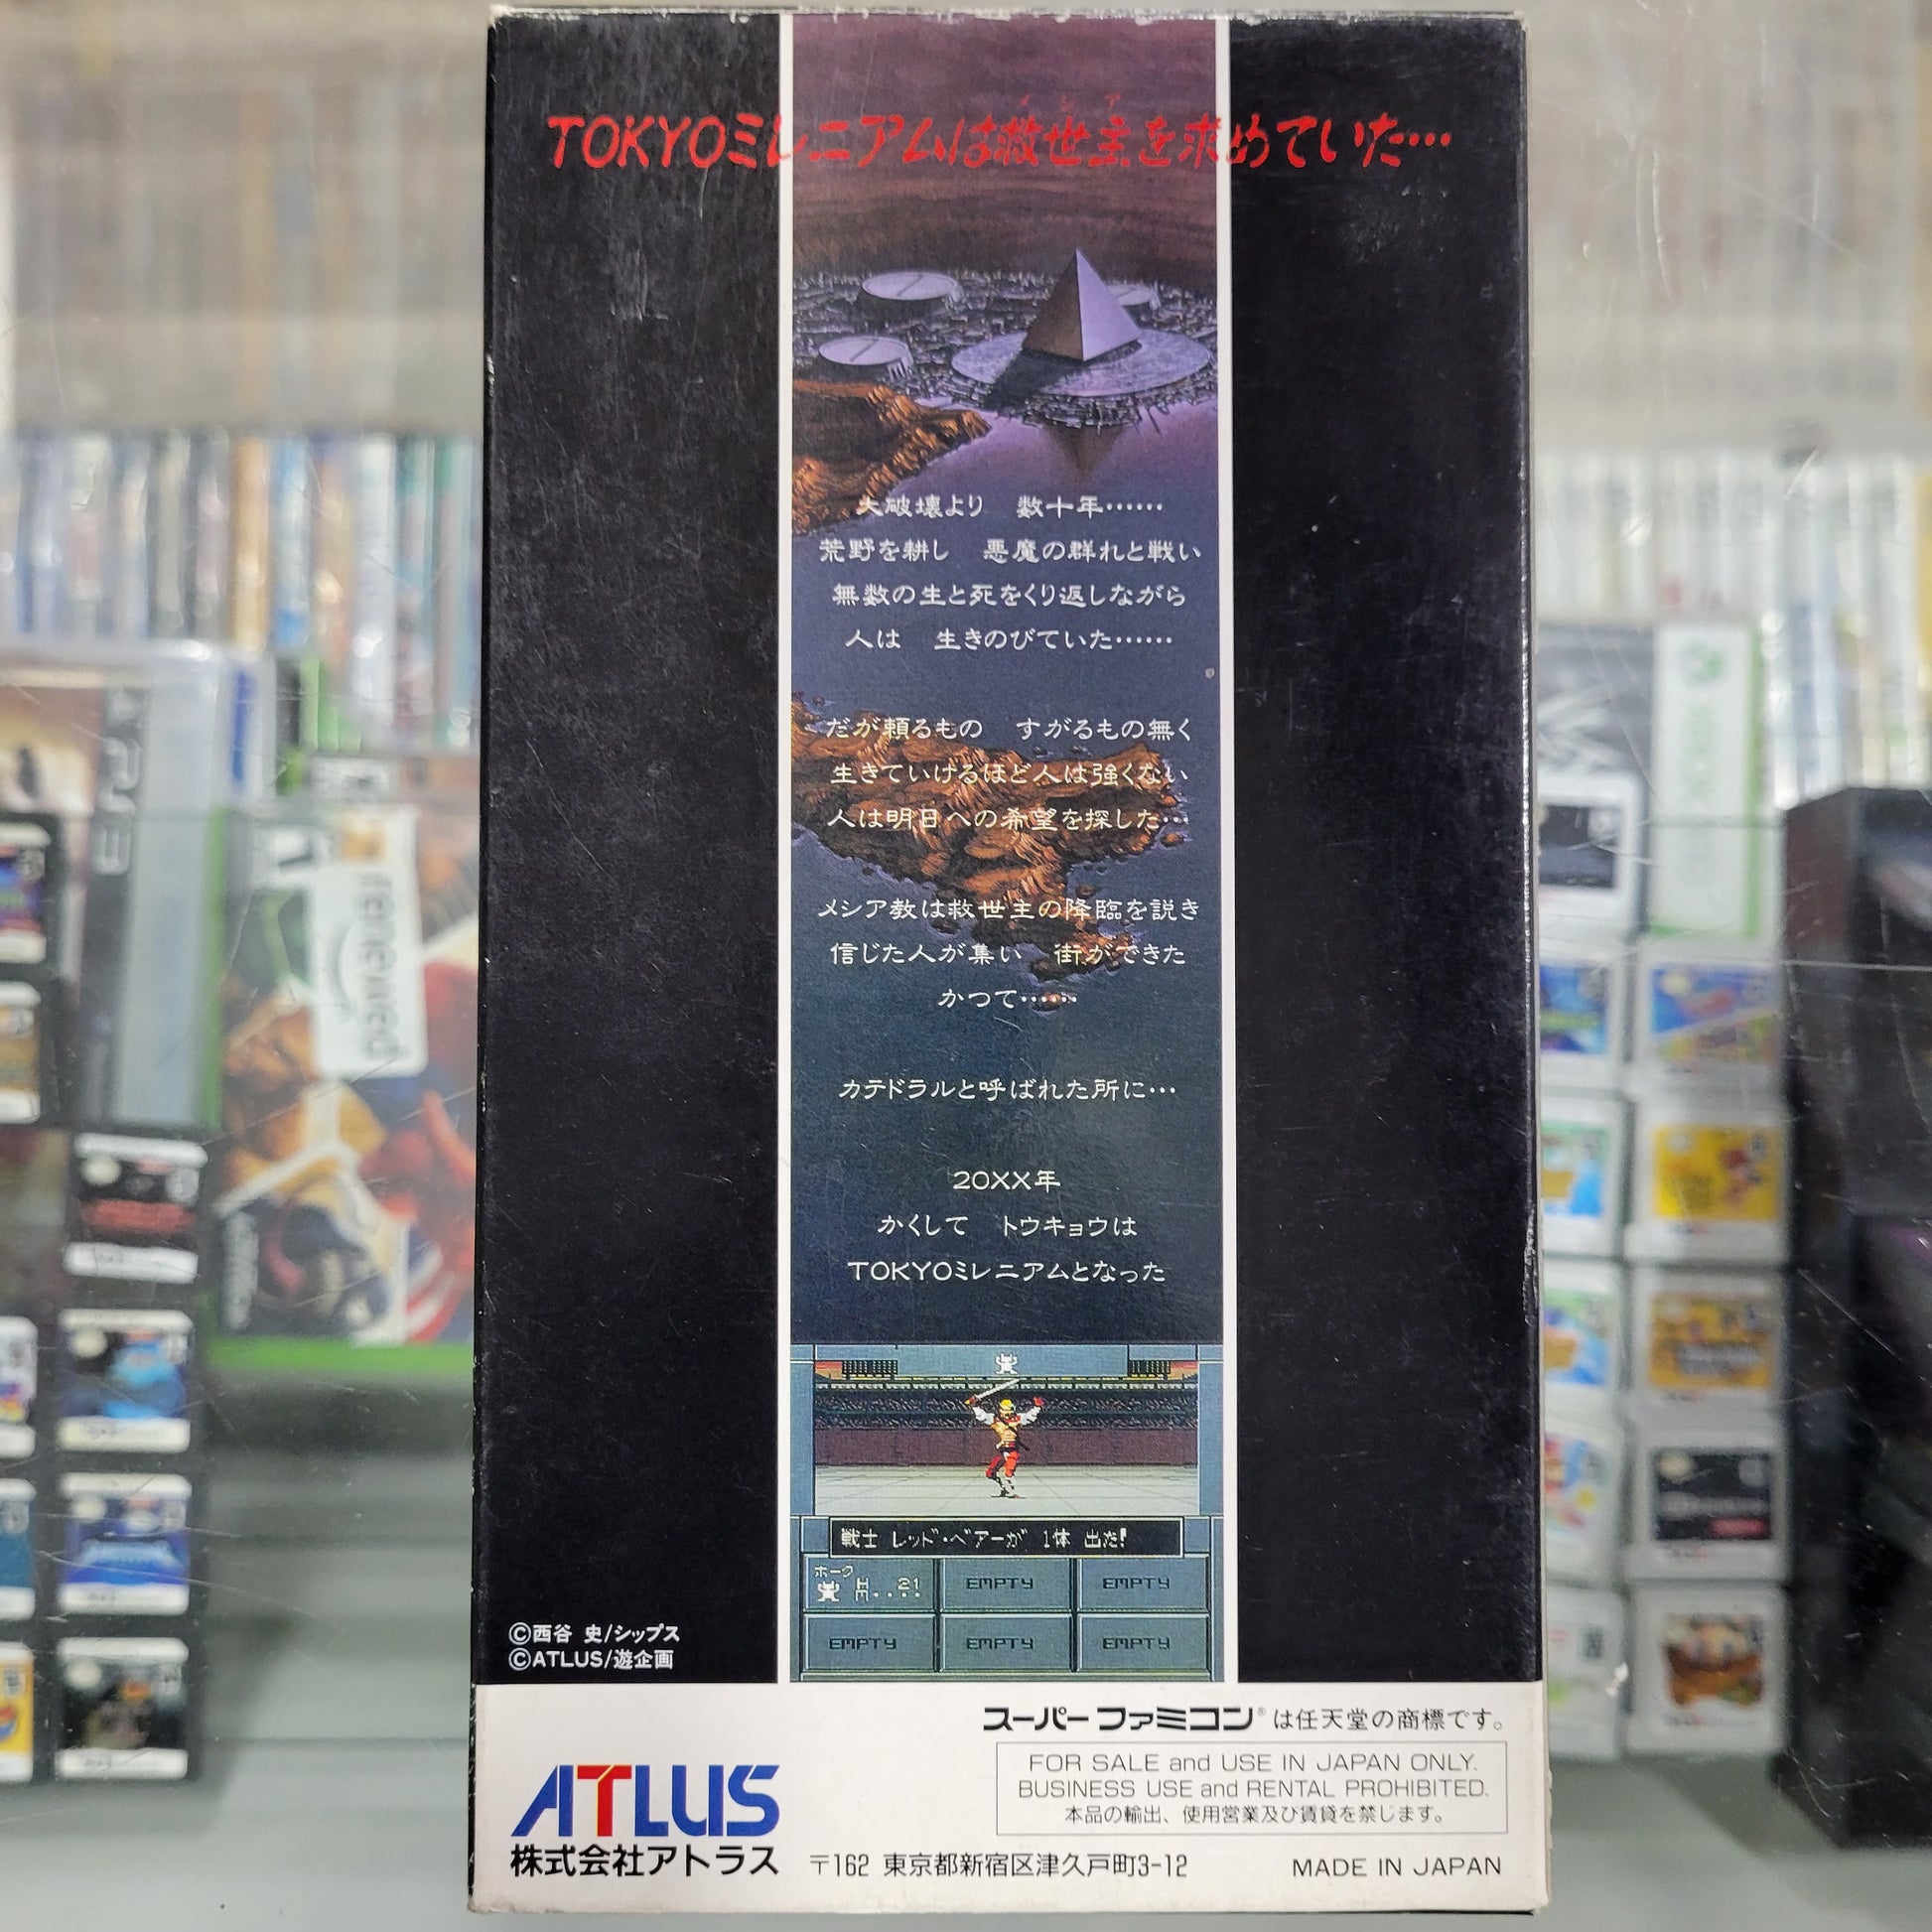 メシア
TOKYOミレニアムは救世主を求めていた…
大破壊より　数十年……
荒野を耕し　悪魔の群れと戦い
無数の生と死をくり返しながら
人は　生きのびていた……
だが頼るもの　すがるもの無く
生きていけるほど人は強くない
人は明日への希望を探した…
メシア教は救世主の降臨を説き
信じた人が集い　街ができた
かつて……
カテドラルと呼ばれた所に…
20XX年
かくして　トウキョウは
TOKYOミレニアムとなった
戦士 レッド・ベアーが 1体 出た!
ホーク
H 21
EMPTY EMPTY
EMPTY EMPTY EMPTY
©西谷 史/シップス
©ATLUS/遊企画
スーパーファミコン®は任天堂の商標です。
FOR SALE and USE IN JAPAN ONLY.
BUSINESS USE and RENTAL PROHIBITED.
本品の輸出、使用営業及び賃貸を禁じます。
ATLUS
株式会社アトラス 〒162 東京都新宿区津久戸町3-12 MADE IN JAPAN
renewed